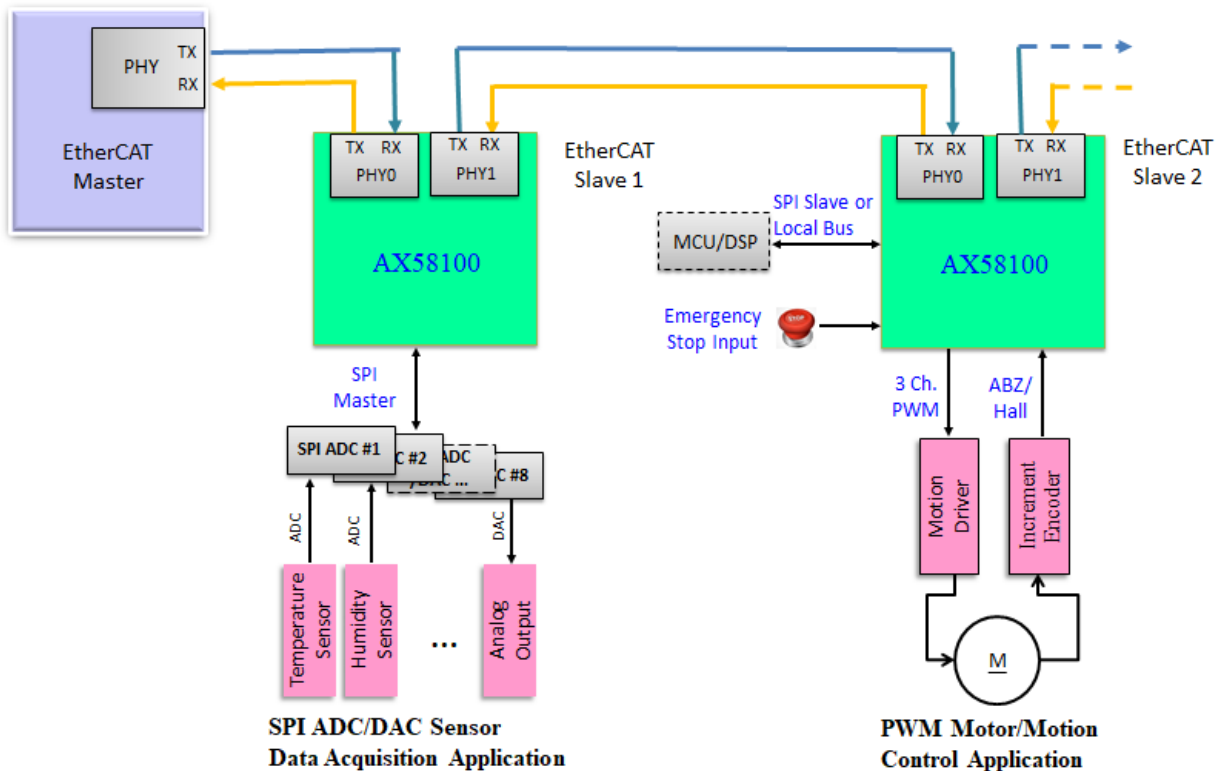 PHY
TX
RX
EtherCAT
Master
TX RX
PHY0
TX RX
PHY1
EtherCAT
Slave 1
AX58100
TX RX
PHY0
TX RX
PHY1
EtherCAT
Slave 2
AX58100
MCU/DSP
SPI Slave or
Local Bus
Emergency
Stop Input
SPI
Master
SPI ADC #1
C #2
ADC
/DAC ...
C #8
ADC
ADC
DAC
Temperature
Sensor
Humidity
Sensor
...
Analog
Output
3 Ch.
PWM
ABZ/
Hall
Motion
Driver
Increment
Encoder
M
SPI ADC/DAC Sensor
Data Acquisition Application
PWM Motor/Motion
Control Application